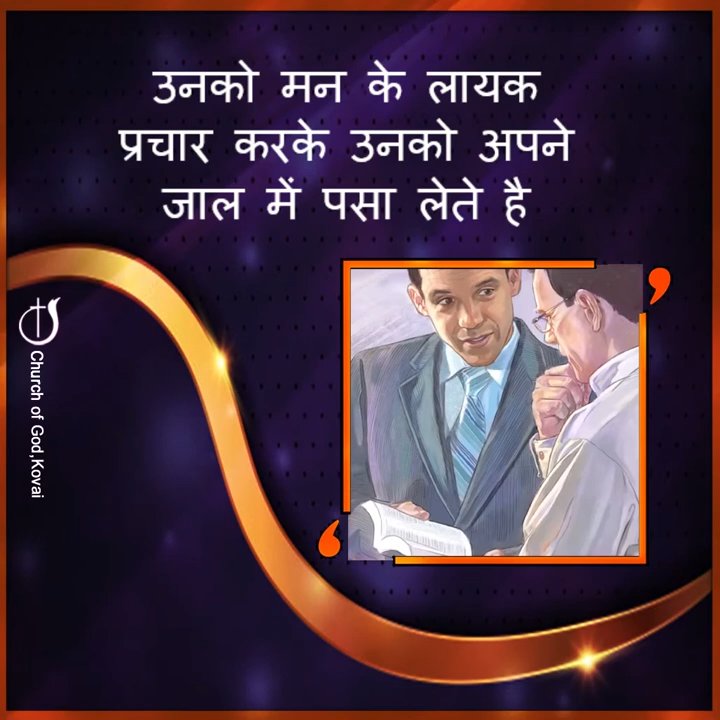 उनको मन के लायक
प्रचार करके उनको अपने
जाल में पसा लेते है
Church of God,Kovai